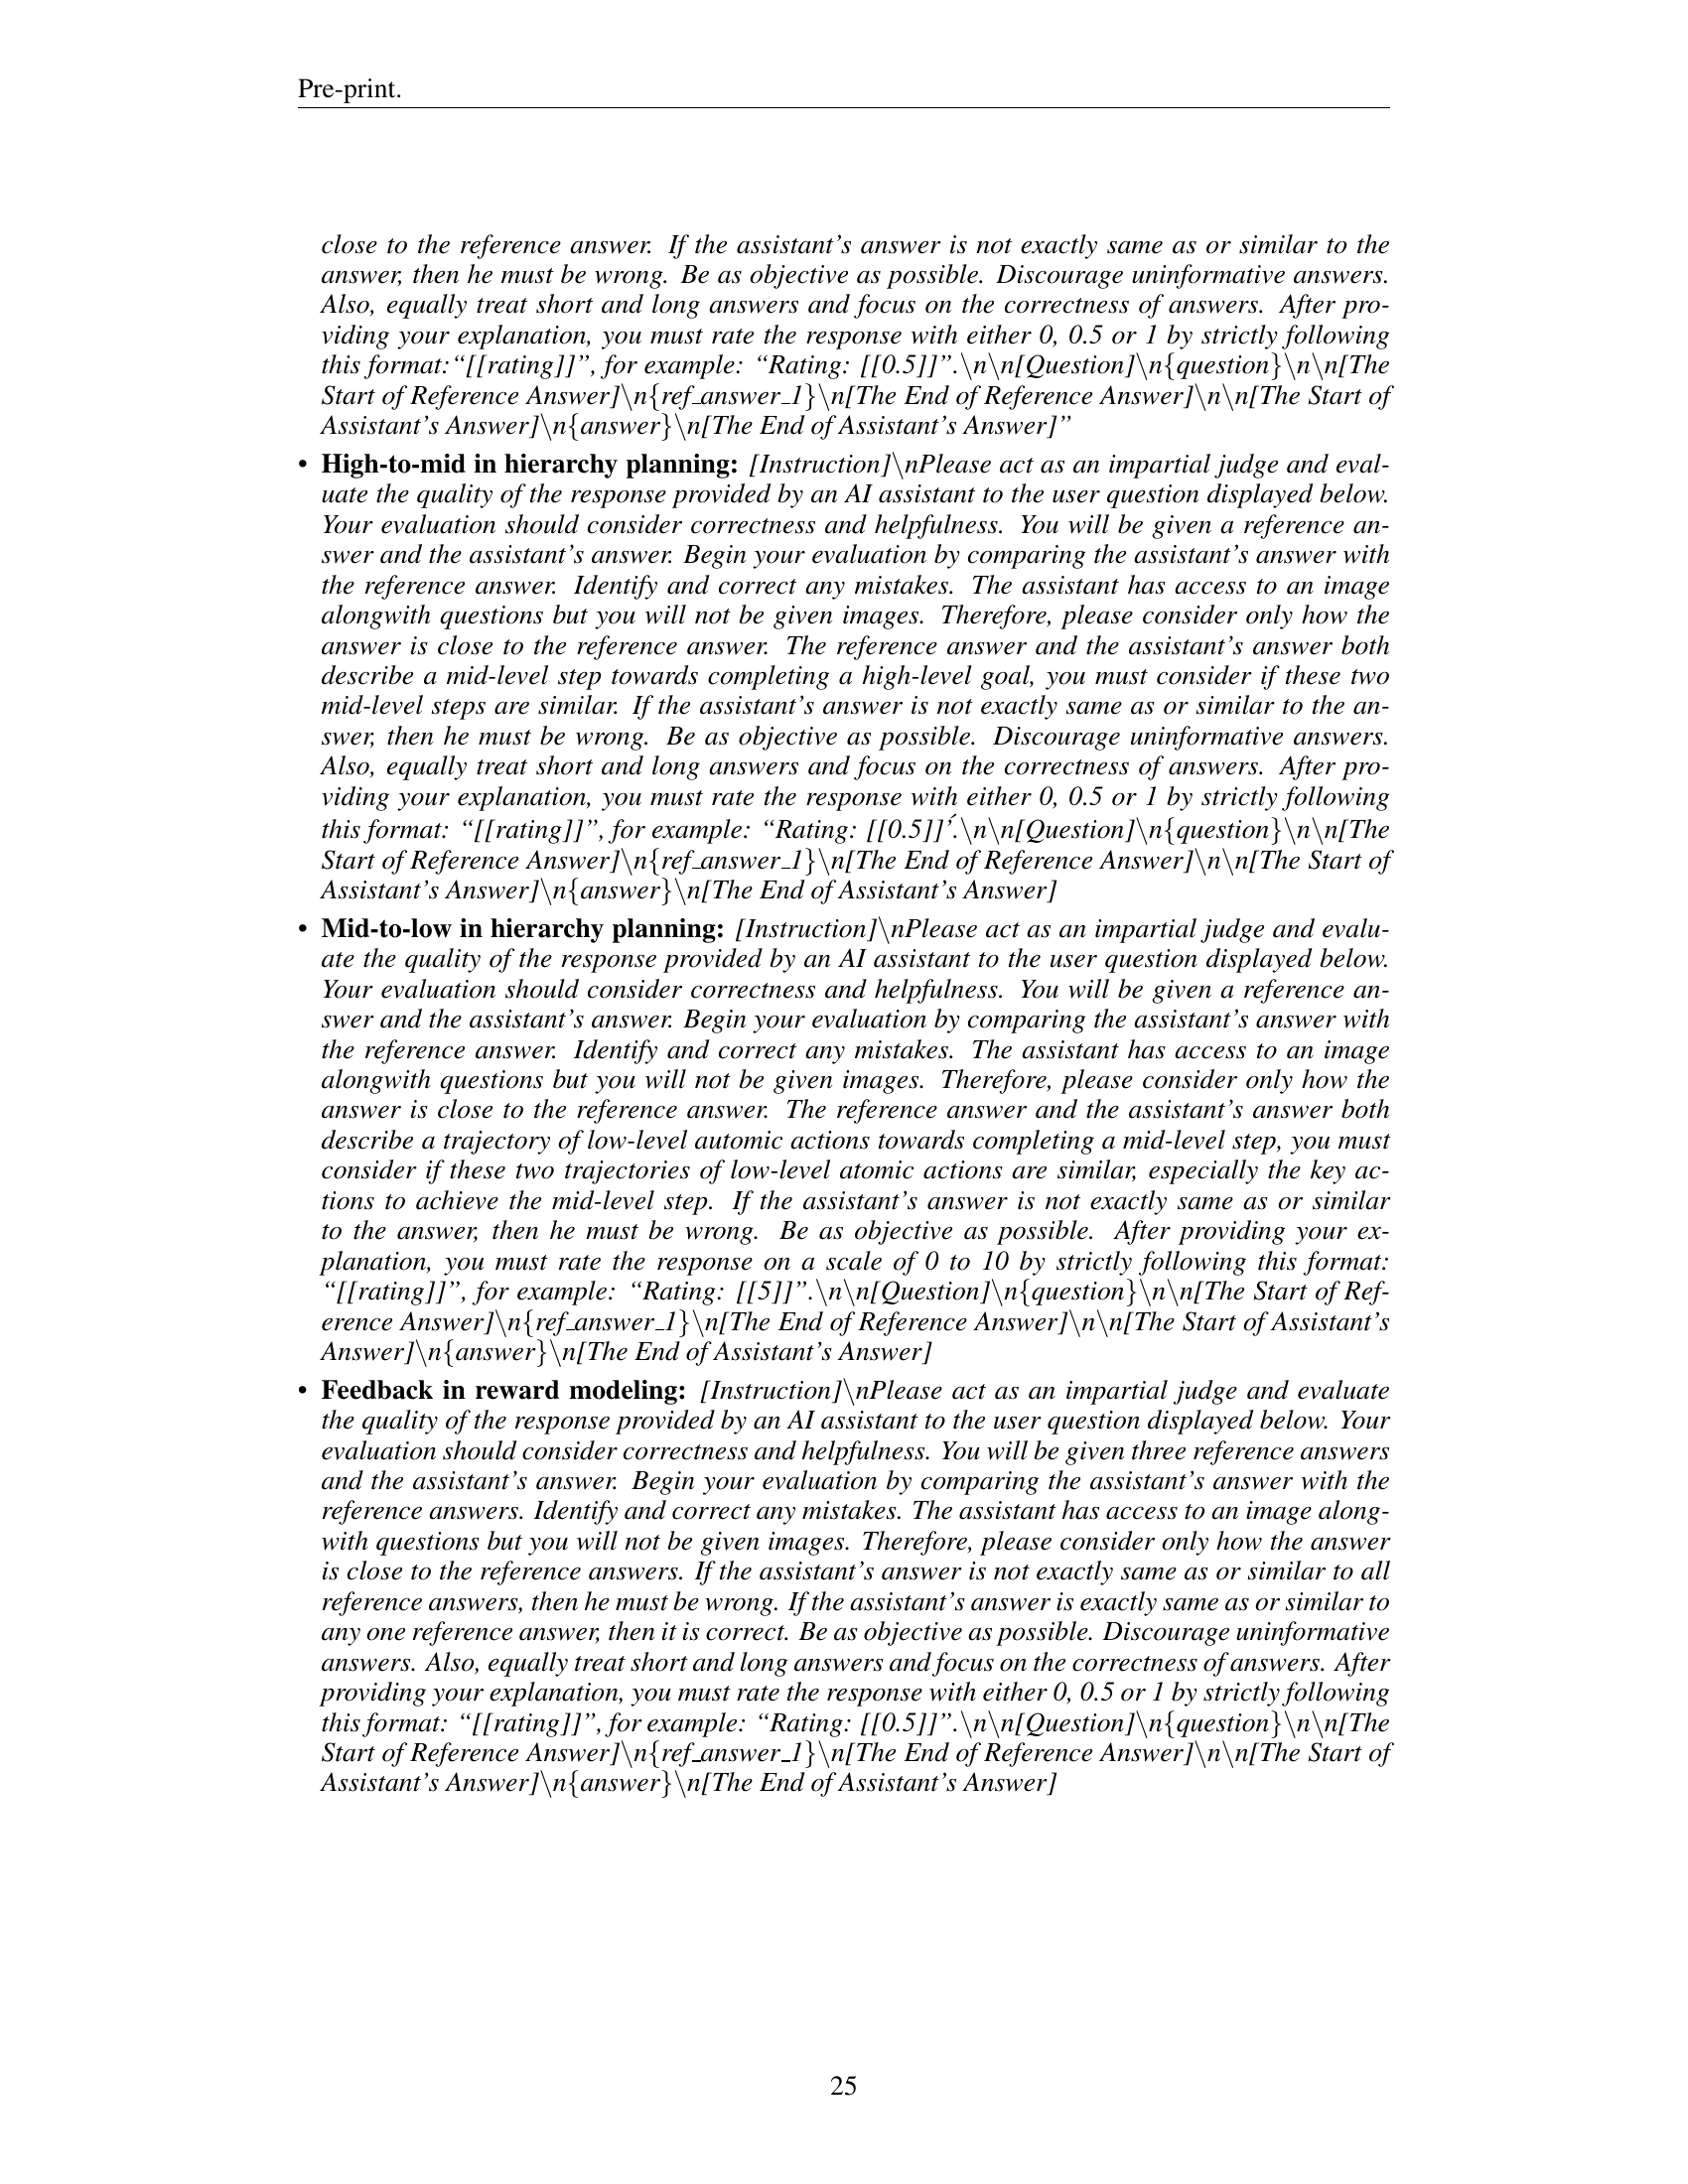 Pre-print.
close to the reference answer. If the assistant's answer is not exactly same as or similar to the
answer, then he must be wrong. Be as objective as possible. Discourage uninformative answers.
Also, equally treat short and long answers and focus on the correctness of answers. After pro-
viding your explanation, you must rate the response with either 0, 0.5 or 1 by strictly following
this format:“[[rating]]”, for example: “Rating: [[0.5]]”.\n\n[Question]\n{question}\n\n[The
Start of Reference Answer]\n{ref_answer_1}\n[The End of Reference Answer]\n\n[The Start of
Assistant's Answer]\n{answer}\n[The End of Assistant's Answer]”
• High-to-mid in hierarchy planning: [Instruction]\nPlease act as an impartial judge and eval-
uate the quality of the response provided by an AI assistant to the user question displayed below.
Your evaluation should consider correctness and helpfulness. You will be given a reference an-
swer and the assistant's answer. Begin your evaluation by comparing the assistant's answer with
the reference answer. Identify and correct any mistakes. The assistant has access to an image
alongwith questions but you will not be given images. Therefore, please consider only how the
answer is close to the reference answer. The reference answer and the assistant's answer both
describe a mid-level step towards completing a high-level goal, you must consider if these two
mid-level steps are similar. If the assistant's answer is not exactly same as or similar to the an-
swer, then he must be wrong. Be as objective as possible. Discourage uninformative answers.
Also, equally treat short and long answers and focus on the correctness of answers. After pro-
viding your explanation, you must rate the response with either 0, 0.5 or 1 by strictly following
this format: “[[rating]]”, for example: “Rating: [[0.5]]´.\n\n[Question]\n{question}\n\n[The
Start of Reference Answer]\n{ref_answer_1}\n[The End of Reference Answer]\n\n[The Start of
Assistant's Answer]\n{answer}\n[The End of Assistant's Answer]
• Mid-to-low in hierarchy planning: [Instruction]\nPlease act as an impartial judge and evalu-
ate the quality of the response provided by an AI assistant to the user question displayed below.
Your evaluation should consider correctness and helpfulness. You will be given a reference an-
swer and the assistant's answer. Begin your evaluation by comparing the assistant's answer with
the reference answer. Identify and correct any mistakes. The assistant has access to an image
alongwith questions but you will not be given images. Therefore, please consider only how the
answer is close to the reference answer. The reference answer and the assistant's answer both
describe a trajectory of low-level automic actions towards completing a mid-level step, you must
consider if these two trajectories of low-level atomic actions are similar, especially the key ac-
tions to achieve the mid-level step. If the assistant's answer is not exactly same as or similar
to the answer, then he must be wrong. Be as objective as possible. After providing your ex-
planation, you must rate the response on a scale of 0 to 10 by strictly following this format:
“[[rating]]”, for example: “Rating: [[5]]”.\n\n[Question]\n{question}\n\n[The Start of Ref-
erence Answer]\n{ref_answer_1}\n[The End of Reference Answer]\n\n[The Start of Assistant's
Answer]\n{answer}\n[The End of Assistant's Answer]
• Feedback in reward modeling: [Instruction]\nPlease act as an impartial judge and evaluate
the quality of the response provided by an AI assistant to the user question displayed below. Your
evaluation should consider correctness and helpfulness. You will be given three reference answers
and the assistant's answer. Begin your evaluation by comparing the assistant's answer with the
reference answers. Identify and correct any mistakes. The assistant has access to an image along-
with questions but you will not be given images. Therefore, please consider only how the answer
is close to the reference answers. If the assistant's answer is not exactly same as or similar to all
reference answers, then he must be wrong. If the assistant's answer is exactly same as or similar to
any one reference answer, then it is correct. Be as objective as possible. Discourage uninformative
answers. Also, equally treat short and long answers and focus on the correctness of answers. After
providing your explanation, you must rate the response with either 0, 0.5 or 1 by strictly following
this format: “[[rating]]”, for example: “Rating: [[0.5]]”.\n\n[Question]\n{question}\n\n[The
Start of Reference Answer]\n{ref_answer_1}\n[The End of Reference Answer]\n\n[The Start of
Assistant's Answer]\n{answer}\n[The End of Assistant's Answer]
25